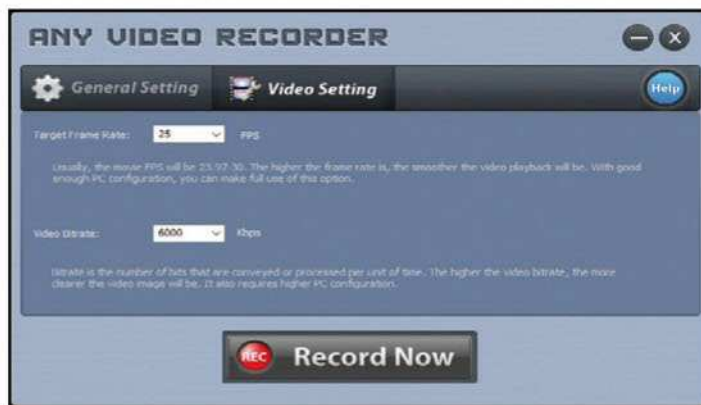 ANY VIDEO RECORDER
General Setting
Video Setting
Help
Target Frame Rate: 25 FPS
Usually, the movie FPS will be 23.97-30. The higher the frame rate is, the smoother the video playback will be. With good
enough PC configuration, you can make full use of this option.
Video Bitrate: 6000 Kbps
Bitrate is the number of bits that are conveyed or processed per unit of time. The higher the video bitrate, the more
clearer the video image will be. It also requires higher PC configuration.
REC Record Now